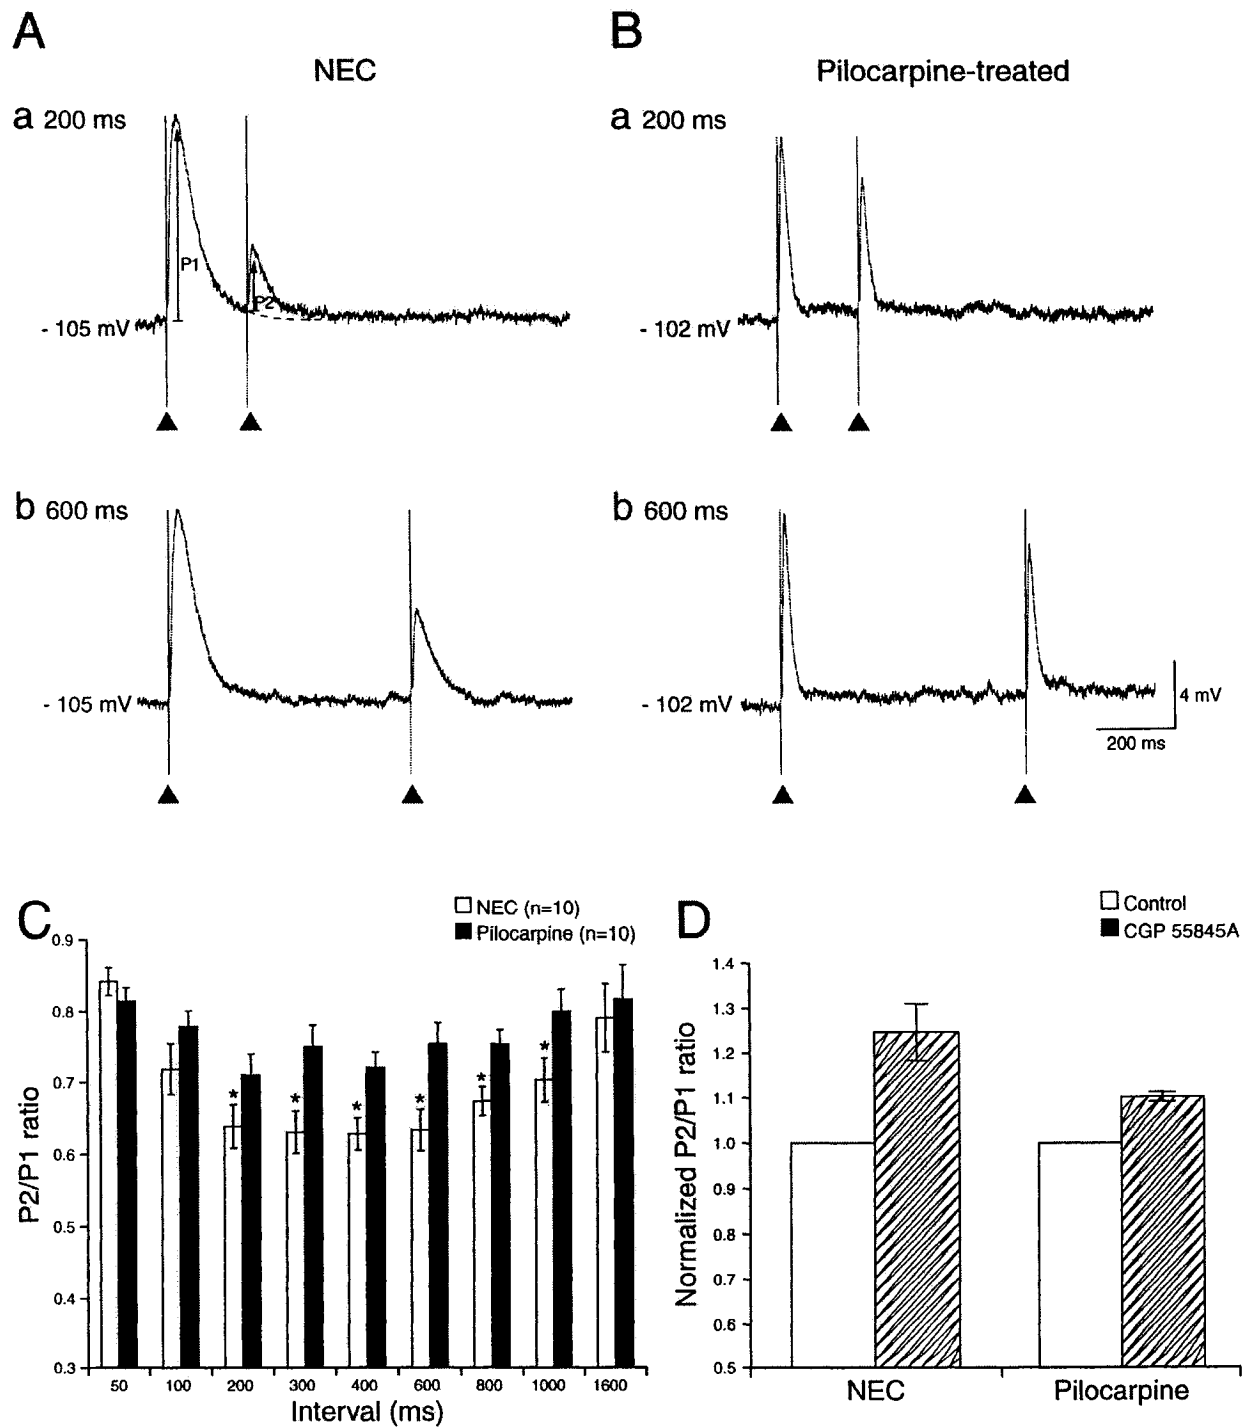 A
NEC
a 200 ms
P1
P2
- 105 mV
b 600 ms
- 105 mV
B
Pilocarpine-treated
a 200 ms
- 102 mV
b 600 ms
- 102 mV
4 mV
200 ms
C
NEC (n=10)
Pilocarpine (n=10)
P2/P1 ratio
0.9
0.8
0.7
0.6
0.5
0.4
0.3
* * * * * *
50 100 200 300 400 600 800 1000 1600
Interval (ms)
D
Control
CGP 55845A
Normalized P2/P1 ratio
1.4
1.3
1.2
1.1
1.0
0.9
0.8
0.7
0.6
0.5
NEC Pilocarpine